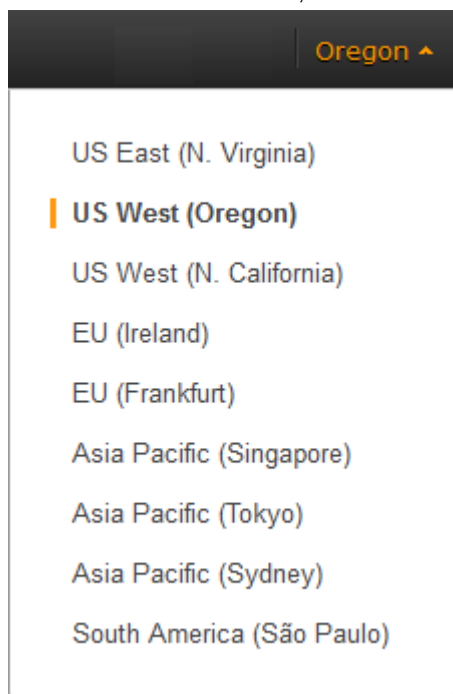 Oregon
US East (N. Virginia)
US West (Oregon)
US West (N. California)
EU (Ireland)
EU (Frankfurt)
Asia Pacific (Singapore)
Asia Pacific (Tokyo)
Asia Pacific (Sydney)
South America (São Paulo)